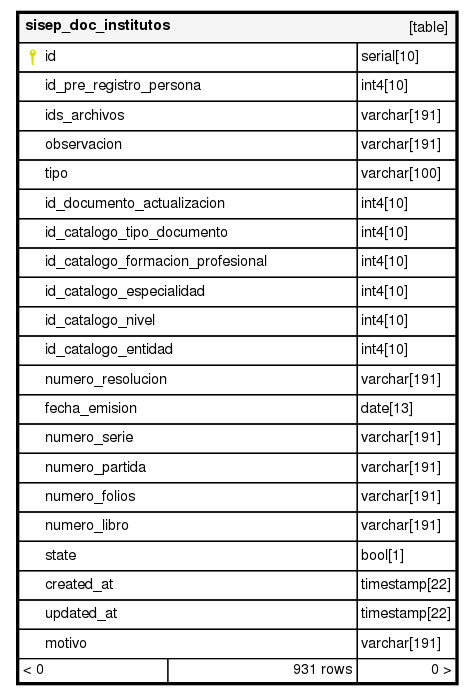 sisep_doc_institutos [table]
id serial[10]
id_pre_registro_persona int4[10]
ids_archivos varchar[191]
observacion varchar[191]
tipo varchar[100]
id_documento_actualizacion int4[10]
id_catalogo_tipo_documento int4[10]
id_catalogo_formacion_profesional int4[10]
id_catalogo_especialidad int4[10]
id_catalogo_nivel int4[10]
id_catalogo_entidad int4[10]
numero_resolucion varchar[191]
fecha_emision date[13]
numero_serie varchar[191]
numero_partida varchar[191]
numero_folios varchar[191]
numero_libro varchar[191]
state bool[1]
created_at timestamp[22]
updated_at timestamp[22]
motivo varchar[191]
< 0 931 rows 0 >